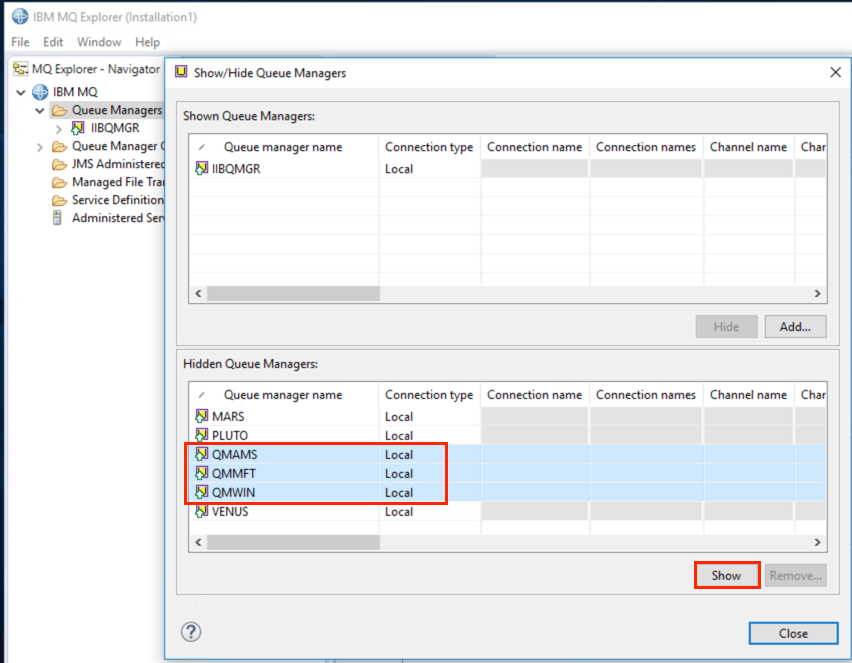 IBM MQ Explorer (Installation1)
File Edit Window Help
MQ Explorer - Navigator
IBM MQ
Queue Managers
IIBQMGR
Queue Manager C
JMS Administered
Managed File Tra
Service Definition
Administered Serv
Show/Hide Queue Managers
Shown Queue Managers:
Queue manager name Connection type Connection name Connection names Channel name Char
IIBQMGR Local
Hide Add...
Hidden Queue Managers:
Queue manager name Connection type Connection name Connection names Channel name Char
MARS Local
PLUTO Local
QMAMS Local
QMMFT Local
QMWIN Local
VENUS Local
Show Remove...
? Close